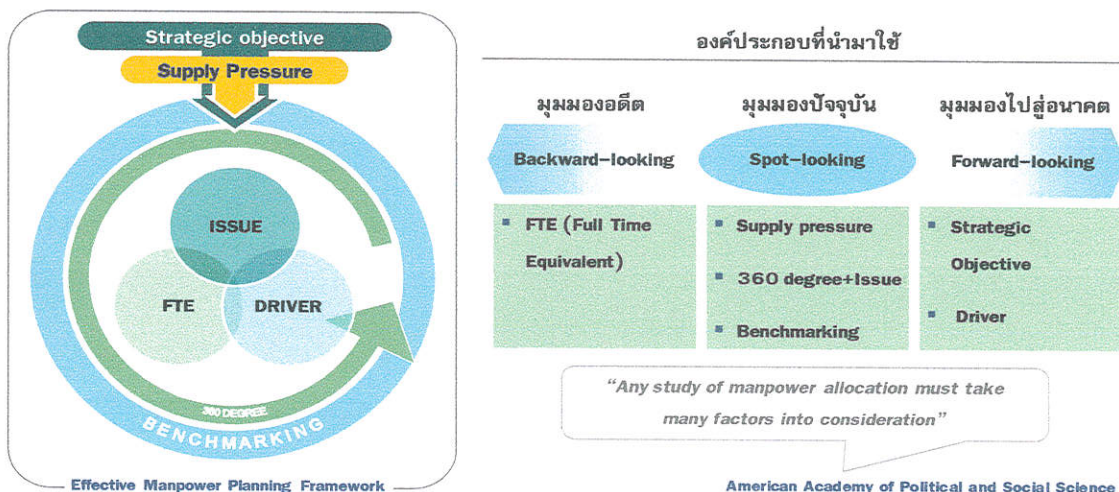 Strategic objective
Supply Pressure
ISSUE
FTE
DRIVER
360 DEGREE
BENCHMARKING
Effective Manpower Planning Framework
องค์ประกอบที่นำมาใช้
มุมมองอดีต
มุมมองปัจจุบัน
มุมมองไปสู่อนาคต
Backward-looking
Spot-looking
Forward-looking
▪ FTE (Full Time
Equivalent)
▪ Supply pressure
▪ 360 degree+Issue
▪ Benchmarking
▪ Strategic
Objective
▪ Driver
"Any study of manpower allocation must take
many factors into consideration"
American Academy of Political and Social Science